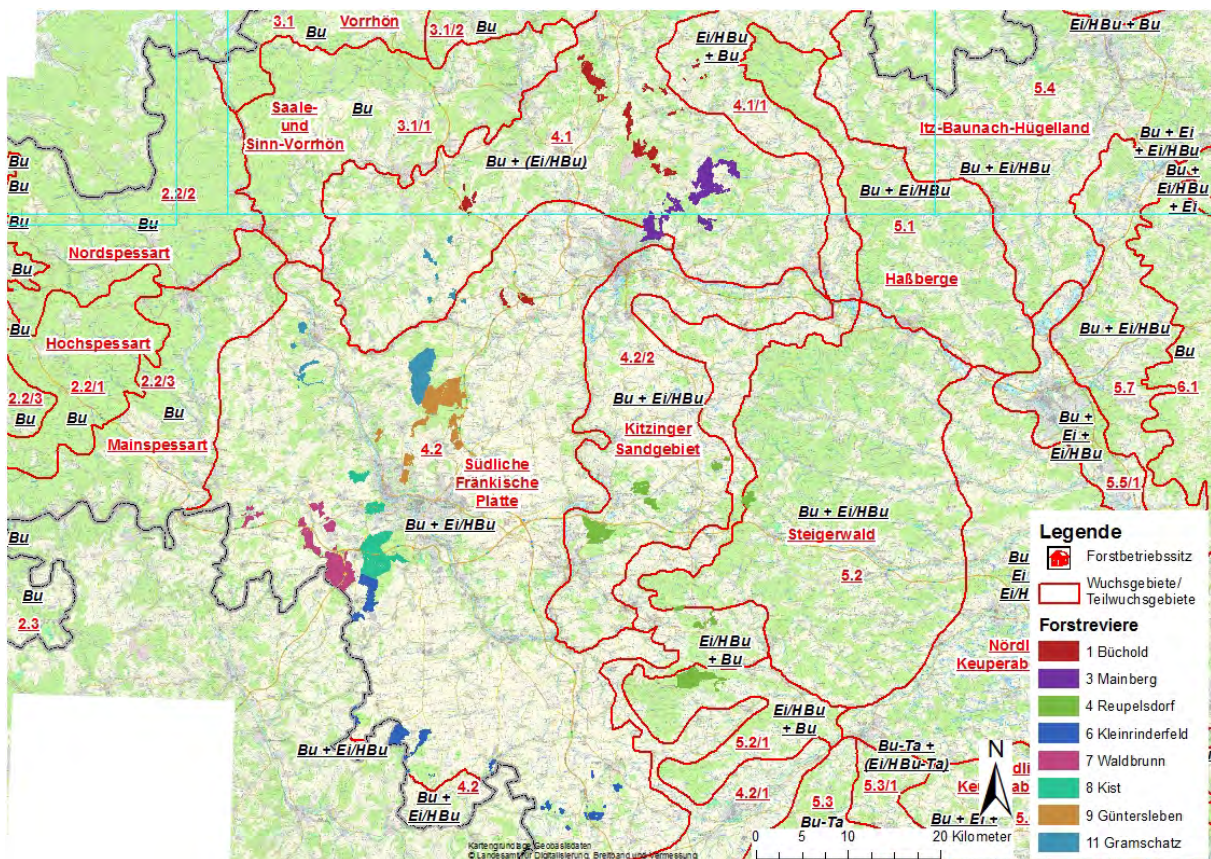 3.1
Vorrhön
Bu
3.1/2
Bu
Ei/HBu
+ Bu
Ei/HBu + Bu
Saale-
und
Sinn-Vorrhön
Bu
3.1/1
4.1
Bu + (Ei/HBu)
4.1/1
5.4
Itz-Baunach-Hügelland
Bu + Ei/HBu
Bu + Ei/HBu
Bu + Ei
+ Ei/HBu
Bu +
Ei/HBu
+ Ei
Bu
Bu
Bu
2.2/2
Bu
Nordspessart
Bu
5.1
Haßberge
Hochspessart
Bu
2.2/1
2.2/3
2.2/3
Bu
Bu
Bu
Mainspessart
4.2/2
Bu + Ei/HBu
Kitzinger
Sandgebiet
Bu + Ei/HBu
Bu
5.7
6.1
Bu +
Ei +
Ei/HBu
5.5/1
4.2
Südliche
Fränkische
Platte
Bu + Ei/HBu
Bu + Ei/HBu
Steigerwald
5.2
Bu
Bu
2.3
Ei/HBu
+ Bu
Ei/HBu
+ Bu
5.2/1
4.2/1
5.3
Bu-Ta
Bu-Ta +
(Ei/HBu-Ta)
5.3/1
Bu + Ei +
Bu + Ei/HBu
Bu +
Ei/HBu
4.2
Legende
Forstbetriebssitz
Wuchsgebiete/
Teilwuchsgebiete
Forstreviere
1 Büchold
3 Mainberg
4 Reupelsdorf
6 Kleinrinderfeld
7 Waldbrunn
8 Kist
9 Güntersleben
11 Gramschatz
N
0 5 10 20 Kilometer
Kartengrundlage: Geobasisdaten
© Landesamt für Digitalisierung, Breitband und Vermessung